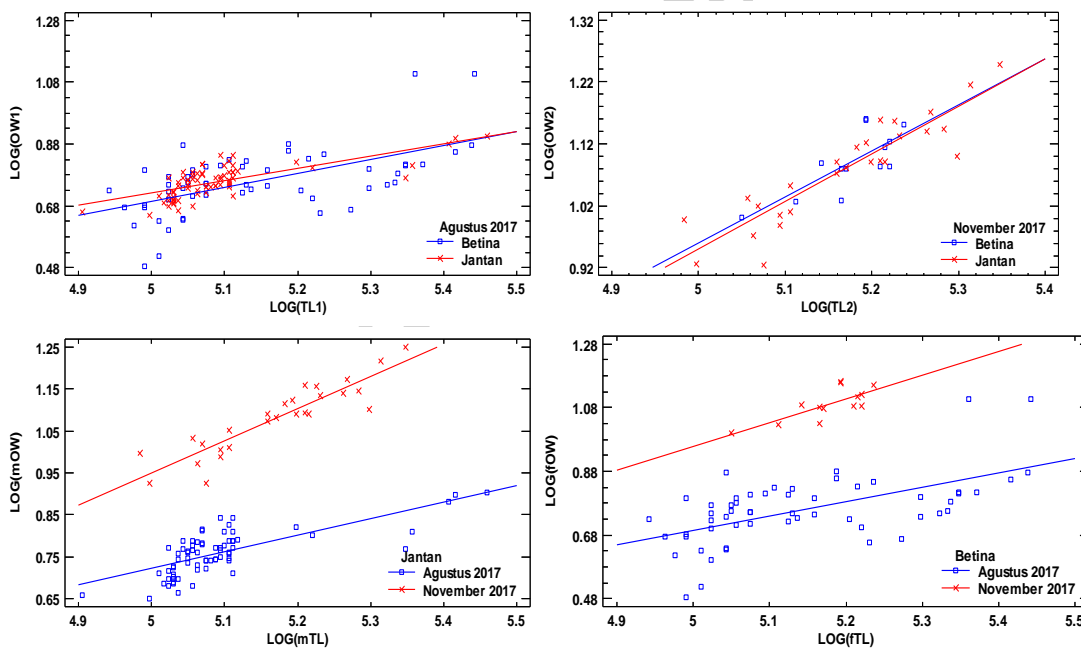 1.28
1.08
0.88
0.68
0.48
4.9 5 5.1 5.2 5.3 5.4 5.5
LOG(OW1)
LOG(TL1)
Agustus 2017
Betina
Jantan
1.32
1.22
1.12
1.02
0.92
4.9 5 5.1 5.2 5.3 5.4
LOG(OW2)
LOG(TL2)
November 2017
Betina
Jantan
1.25
1.15
1.05
0.95
0.85
0.75
0.65
4.9 5 5.1 5.2 5.3 5.4 5.5
LOG(mOW)
LOG(mTL)
Jantan
Agustus 2017
November 2017
1.28
1.08
0.88
0.68
0.48
4.9 5 5.1 5.2 5.3 5.4 5.5
LOG(fOW)
LOG(fTL)
Betina
Agustus 2017
November 2017